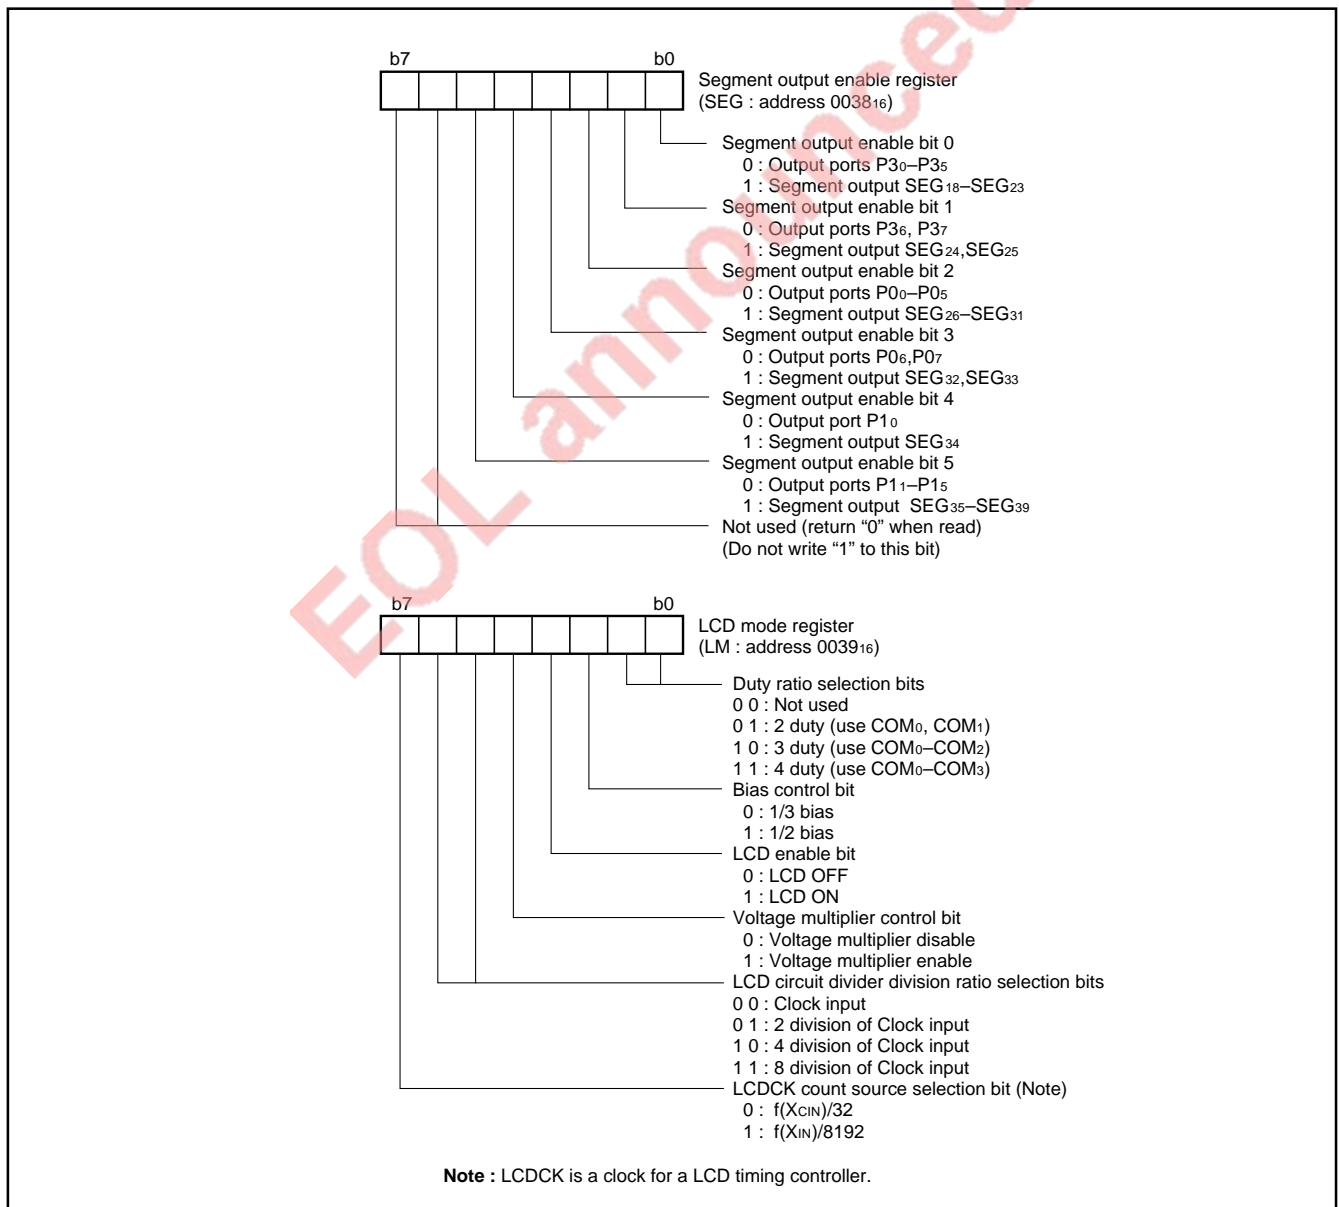 b7 b0
Segment output enable register
(SEG : address 003816)
Segment output enable bit 0
0 : Output ports P30–P35
1 : Segment output SEG18–SEG23
Segment output enable bit 1
0 : Output ports P36, P37
1 : Segment output SEG24,SEG25
Segment output enable bit 2
0 : Output ports P00–P05
1 : Segment output SEG26–SEG31
Segment output enable bit 3
0 : Output ports P06,P07
1 : Segment output SEG32,SEG33
Segment output enable bit 4
0 : Output port P10
1 : Segment output SEG34
Segment output enable bit 5
0 : Output ports P11–P15
1 : Segment output SEG35–SEG39
Not used (return “0” when read)
(Do not write “1” to this bit)
b7 b0
LCD mode register
(LM : address 003916)
Duty ratio selection bits
0 0 : Not used
0 1 : 2 duty (use COM0, COM1)
1 0 : 3 duty (use COM0–COM2)
1 1 : 4 duty (use COM0–COM3)
Bias control bit
0 : 1/3 bias
1 : 1/2 bias
LCD enable bit
0 : LCD OFF
1 : LCD ON
Voltage multiplier control bit
0 : Voltage multiplier disable
1 : Voltage multiplier enable
LCD circuit divider division ratio selection bits
0 0 : Clock input
0 1 : 2 division of Clock input
1 0 : 4 division of Clock input
1 1 : 8 division of Clock input
LCDCK count source selection bit (Note)
0 : f(XCIN)/32
1 : f(XIN)/8192
Note : LCDCK is a clock for a LCD timing controller.
EOL announced